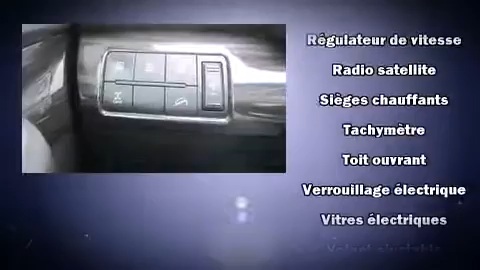 Régulateur de vitesse
Radio satellite
Sièges chauffants
Tachymètre
Toit ouvrant
Verrouillage électrique
Vitres électriques